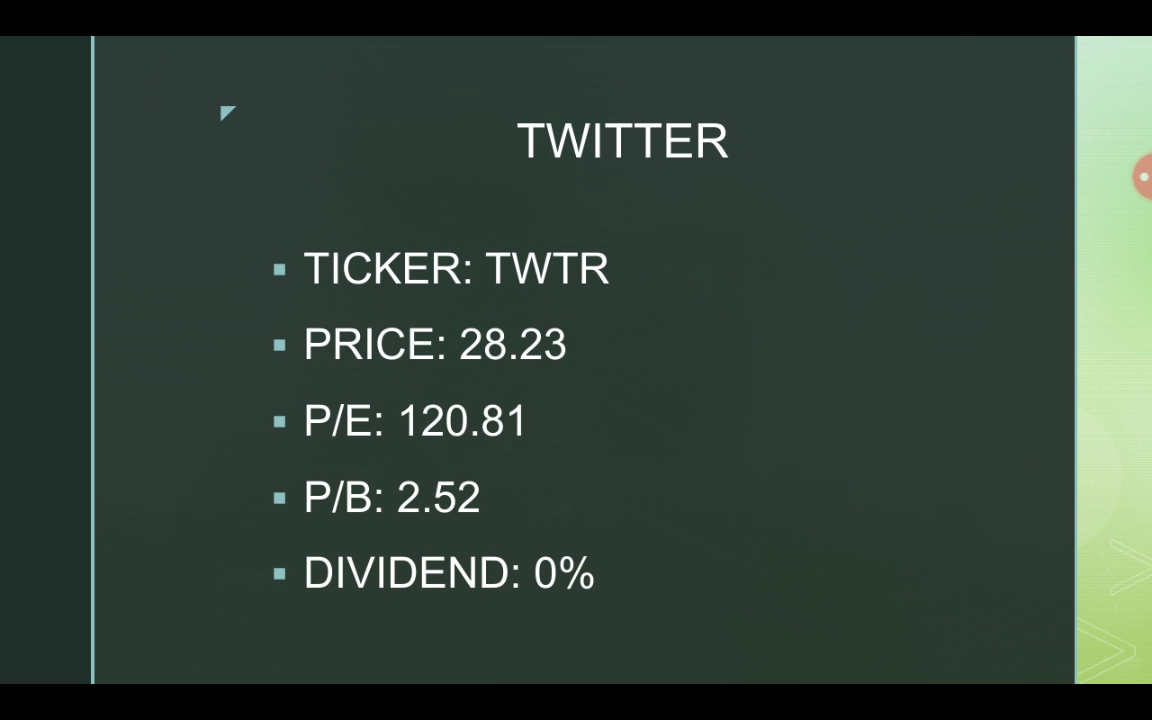 TWITTER
TICKER: TWTR
PRICE: 28.23
P/E: 120.81
P/B: 2.52
DIVIDEND: 0%